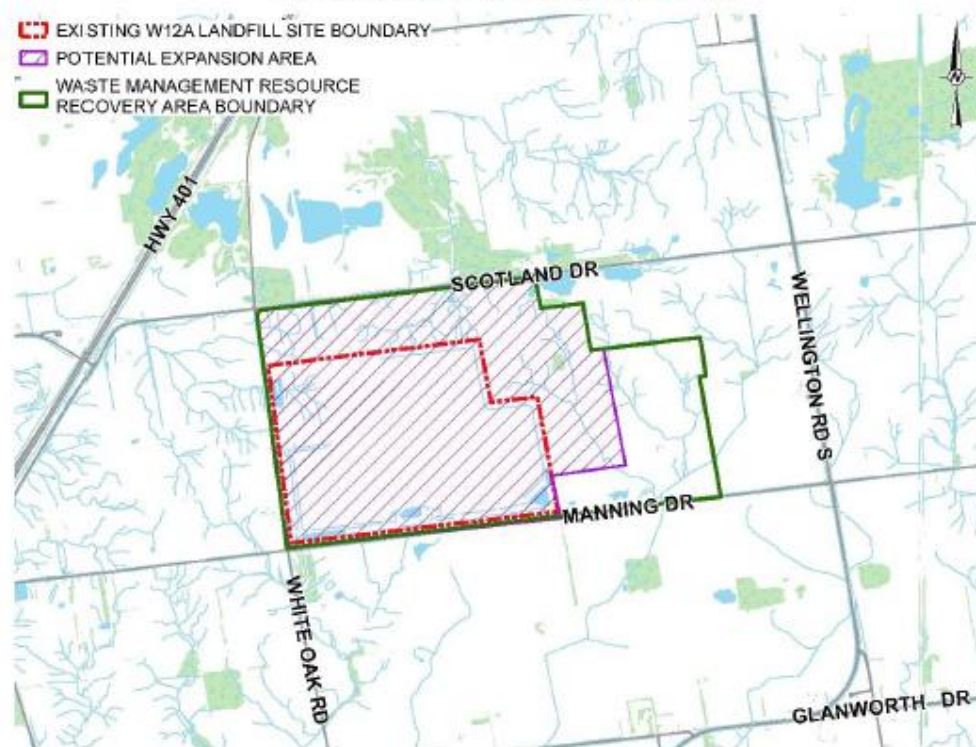 EXISTING W12A LANDFILL SITE BOUNDARY
POTENTIAL EXPANSION AREA
WASTE MANAGEMENT RESOURCE
RECOVERY AREA BOUNDARY
N
HWY 401
SCOTLAND DR
WELLINGTON RD S
MANNING DR
WHITE OAK RD
GLANWORTH DR